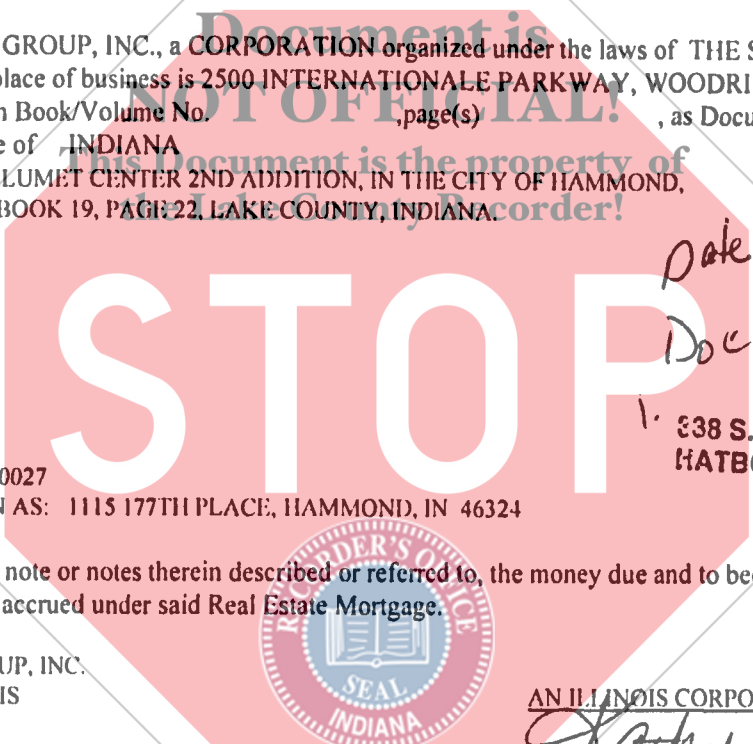 Document is
GROUP, INC., a CORPORATION organized under the laws of THE S
place of business is 2500 INTERNATIONALE PARKWAY, WOODRI
NOT OFFICIAL!
n Book/Volume No. ,page(s) , as Docu
e of INDIANA
This Document is the property of
LUMET CENTER 2ND ADDITION, IN THE CITY OF HAMMOND,
BOOK 19, PAGE 22, LAKE COUNTY, INDIANA.
the Lake County Recorder!
Date
Doc
STOP
1. 338 S.
HATBO
0027
N AS: 1115 177TH PLACE, HAMMOND, IN 46324
RECORDER'S OFFICE
note or notes therein described or referred to, the money due and to be
accrued under said Real Estate Mortgage.
UP, INC.
IS
SEAL
INDIANA
AN ILLINOIS CORPO